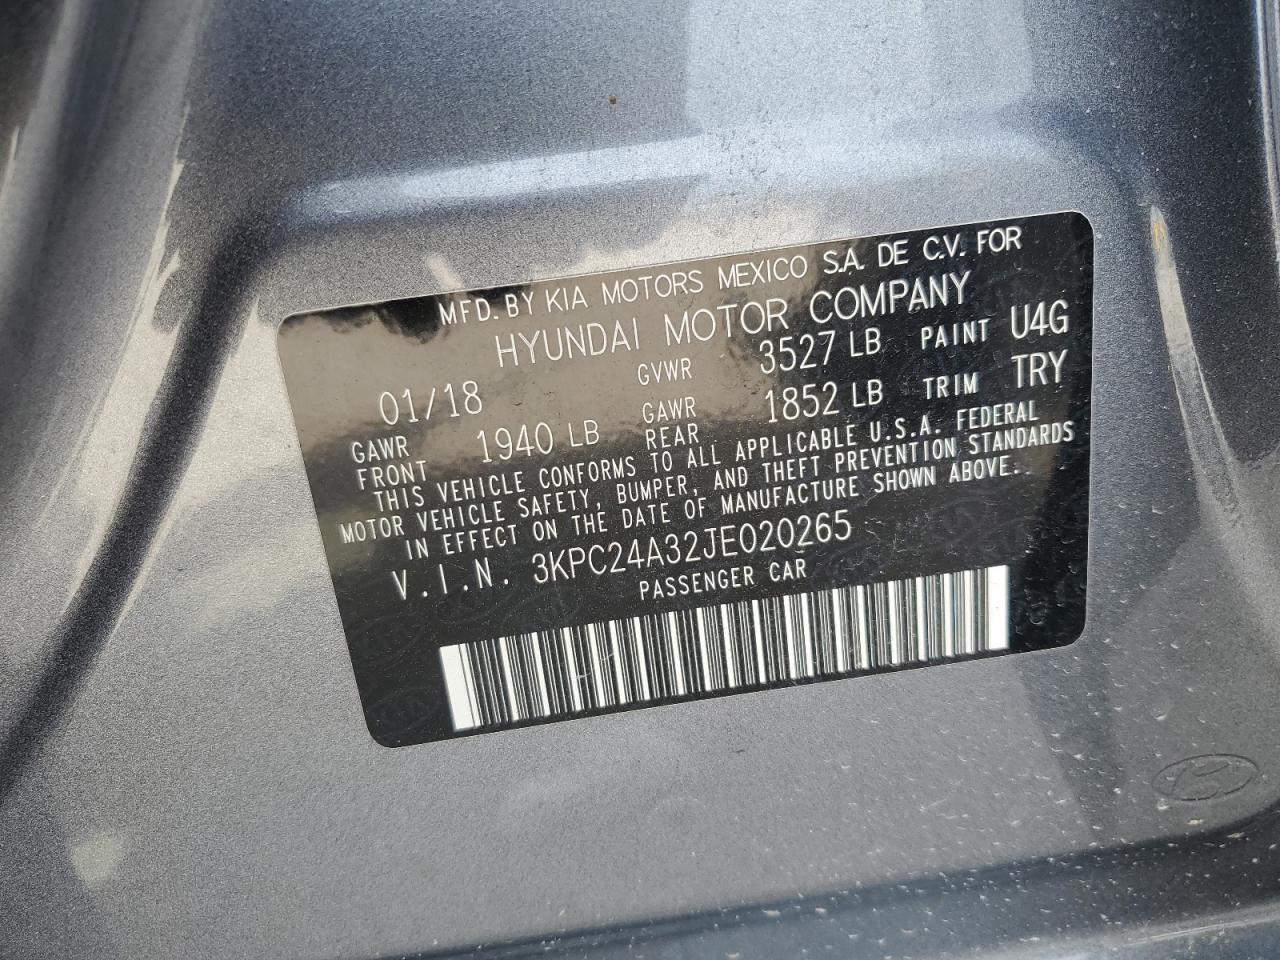 MFD. BY KIA MOTORS MEXICO S.A. DE C.V. FOR
HYUNDAI MOTOR COMPANY
01/18 GVWR 3527 LB PAINT U4G
GAWR FRONT 1940 LB GAWR REAR 1852 LB TRIM TRY
THIS VEHICLE CONFORMS TO ALL APPLICABLE U.S.A. FEDERAL
MOTOR VEHICLE SAFETY, BUMPER, AND THEFT PREVENTION STANDARDS
IN EFFECT ON THE DATE OF MANUFACTURE SHOWN ABOVE.
V.I.N. 3KPC24A32JE020265
PASSENGER CAR